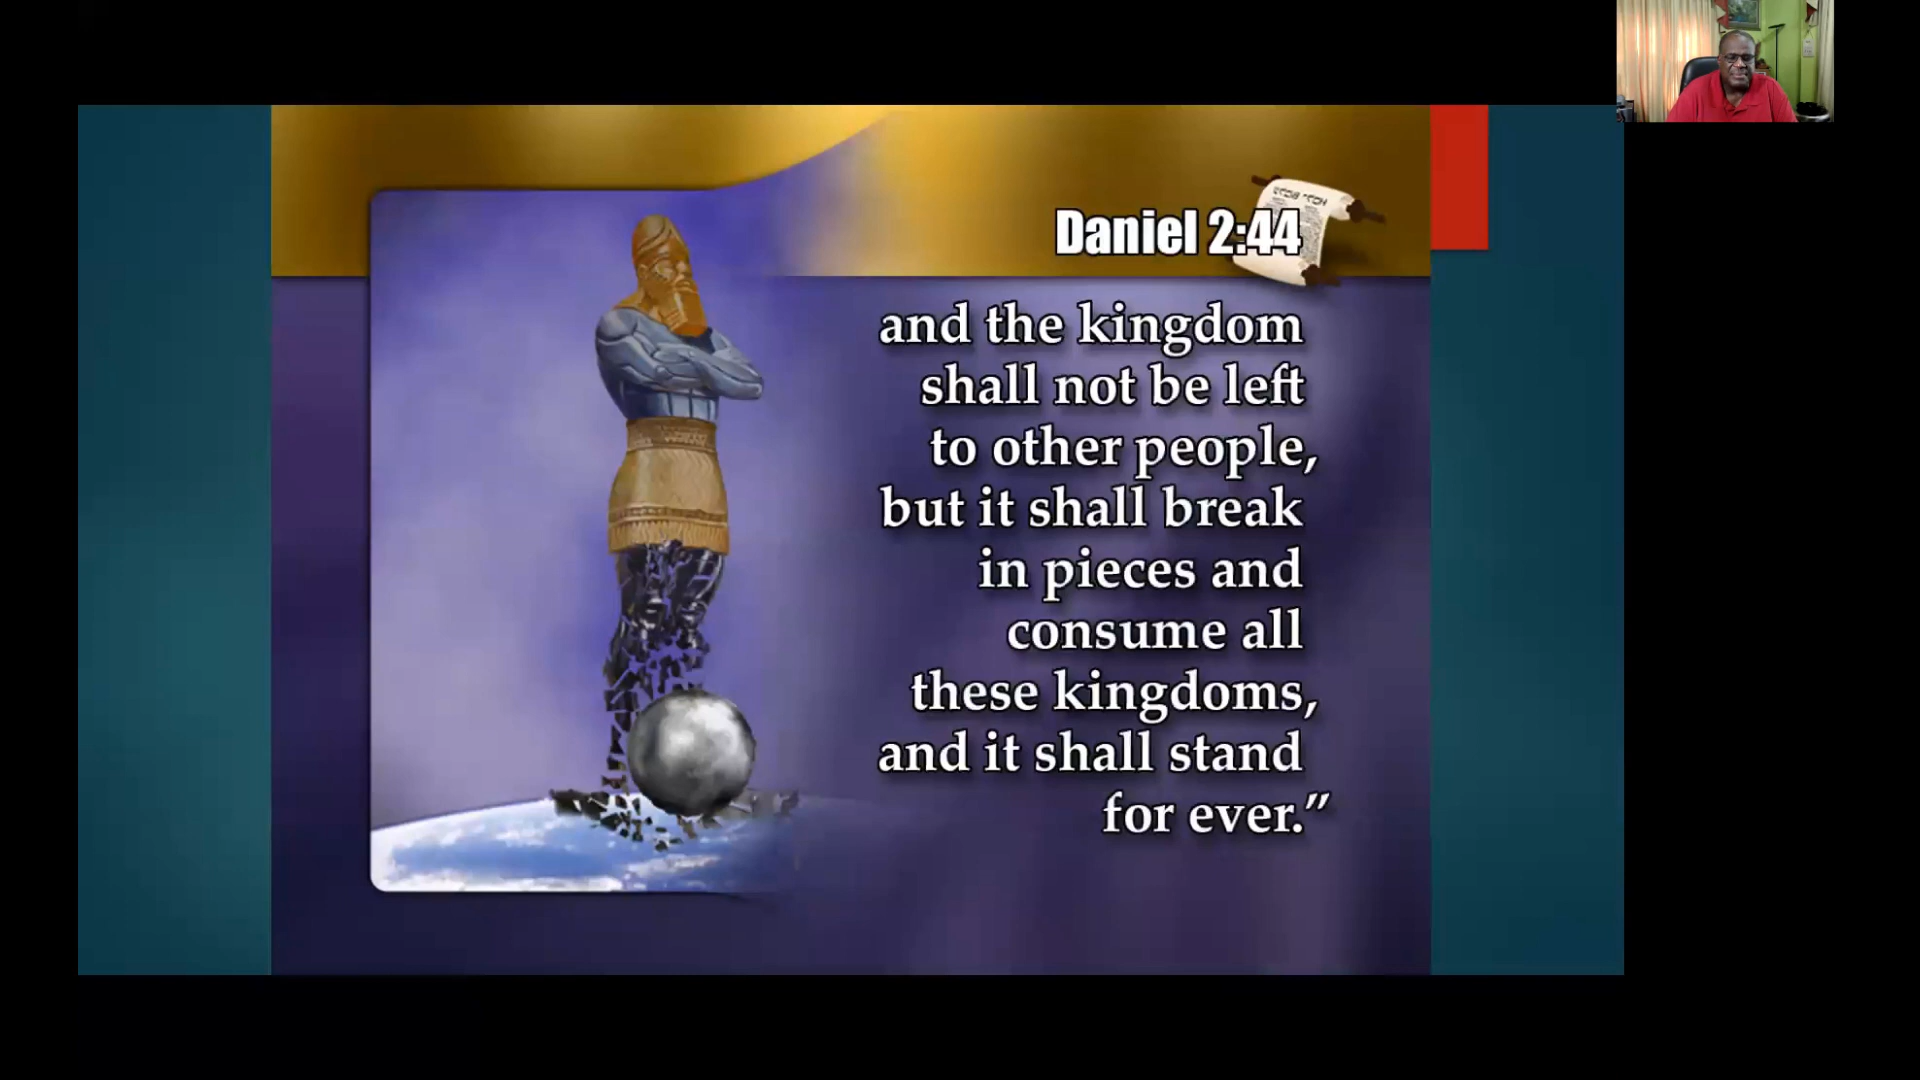 Daniel 2:44
and the kingdom
shall not be left
to other people,
but it shall break
in pieces and
consume all
these kingdoms,
and it shall stand
for ever.”